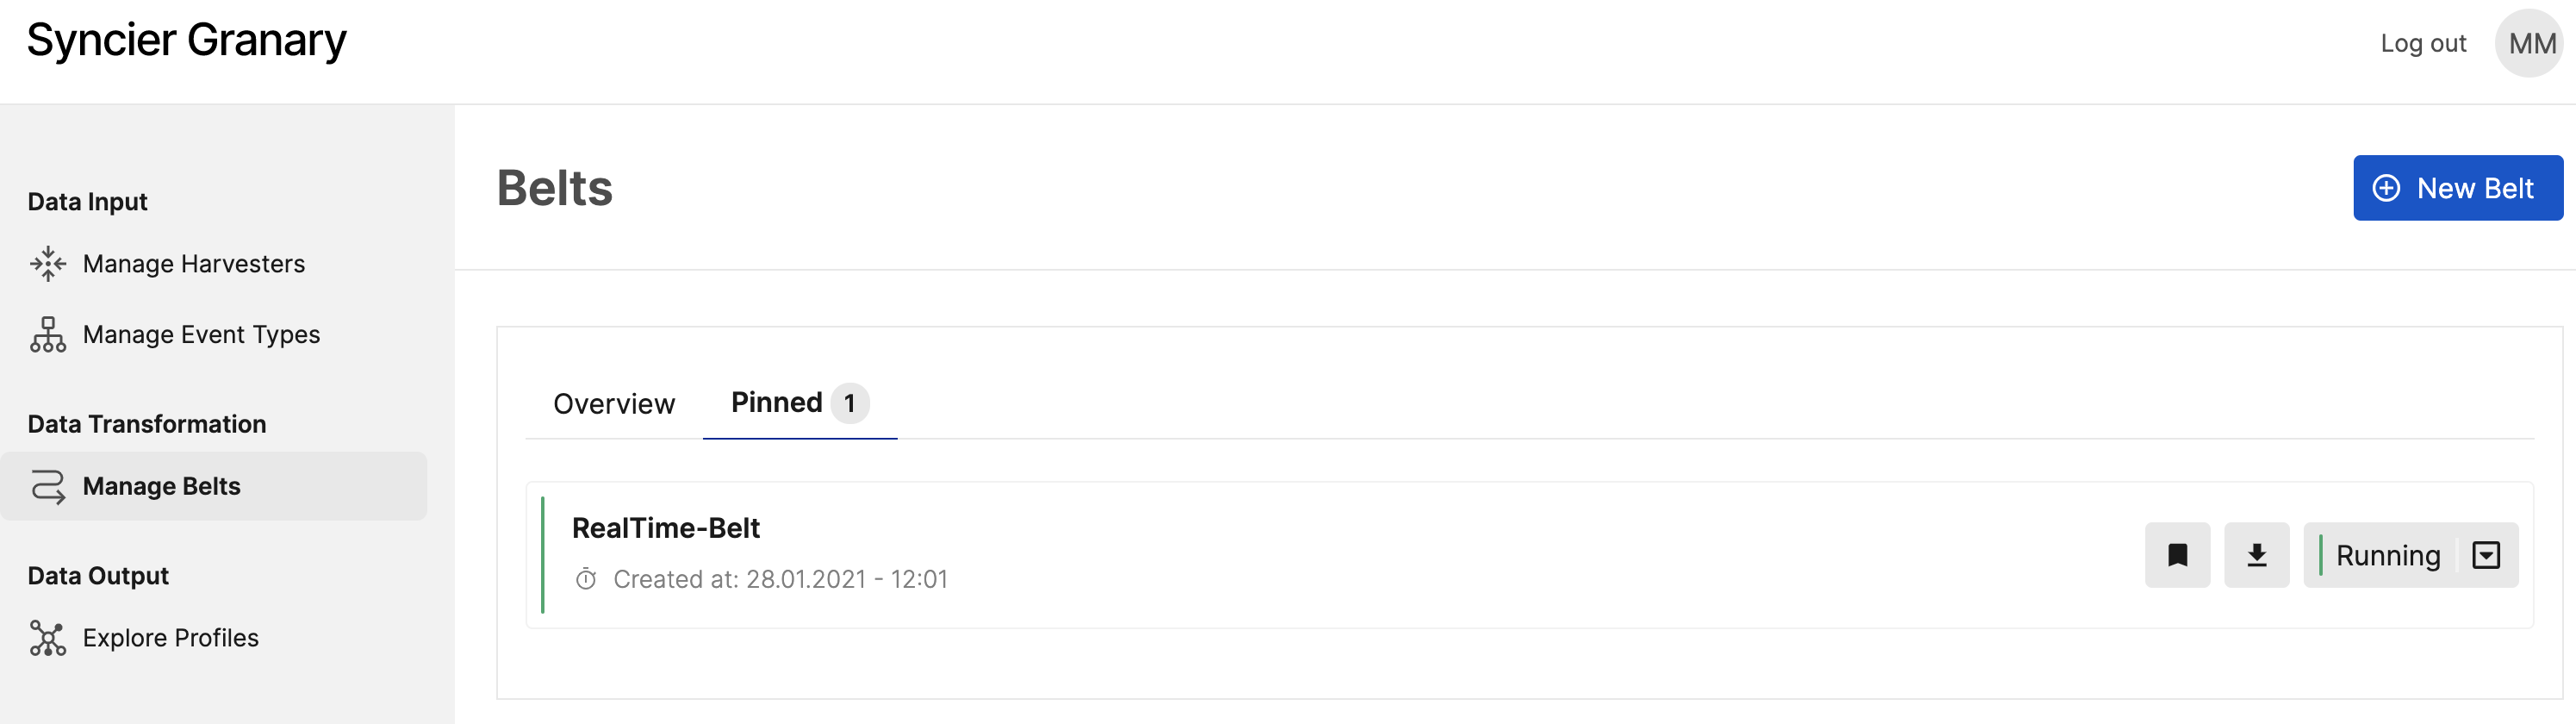 Syncier Granary
Log out
MM
Data Input
Manage Harvesters
Manage Event Types
Data Transformation
Manage Belts
Data Output
Explore Profiles
Belts
New Belt
Overview
Pinned 1
RealTime-Belt
Created at: 28.01.2021 - 12:01
Running